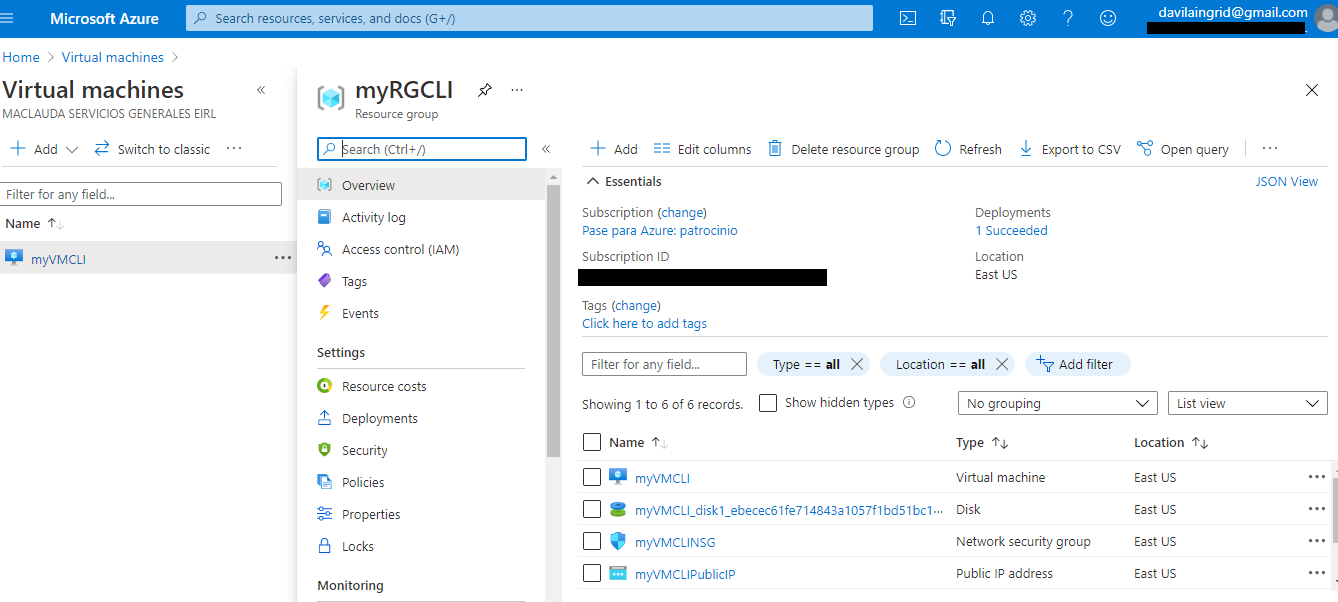 Microsoft Azure
Search resources, services, and docs (G+/)
davilaingrid@gmail.com
Home > Virtual machines >
Virtual machines
MACLAUDA SERVICIOS GENERALES EIRL
Add
Switch to classic
Filter for any field...
Name
myVMCLI
myRGCLI
Resource group
Search (Ctrl+/)
Overview
Activity log
Access control (IAM)
Tags
Events
Settings
Resource costs
Deployments
Security
Policies
Properties
Locks
Monitoring
Add
Edit columns
Delete resource group
Refresh
Export to CSV
Open query
Essentials
JSON View
Subscription (change)
Pase para Azure: patrocinio
Subscription ID
Deployments
1 Succeeded
Location
East US
Tags (change)
Click here to add tags
Filter for any field...
Type == all
Location == all
Add filter
Showing 1 to 6 of 6 records.
Show hidden types
No grouping
List view
Name Type Location
myVMCLI Virtual machine East US
myVMCLI_disk1_ebecec61fe714843a1057f1bd51bc1... Disk East US
myVMCLINSG Network security group East US
myVMCLIPublicIP Public IP address East US